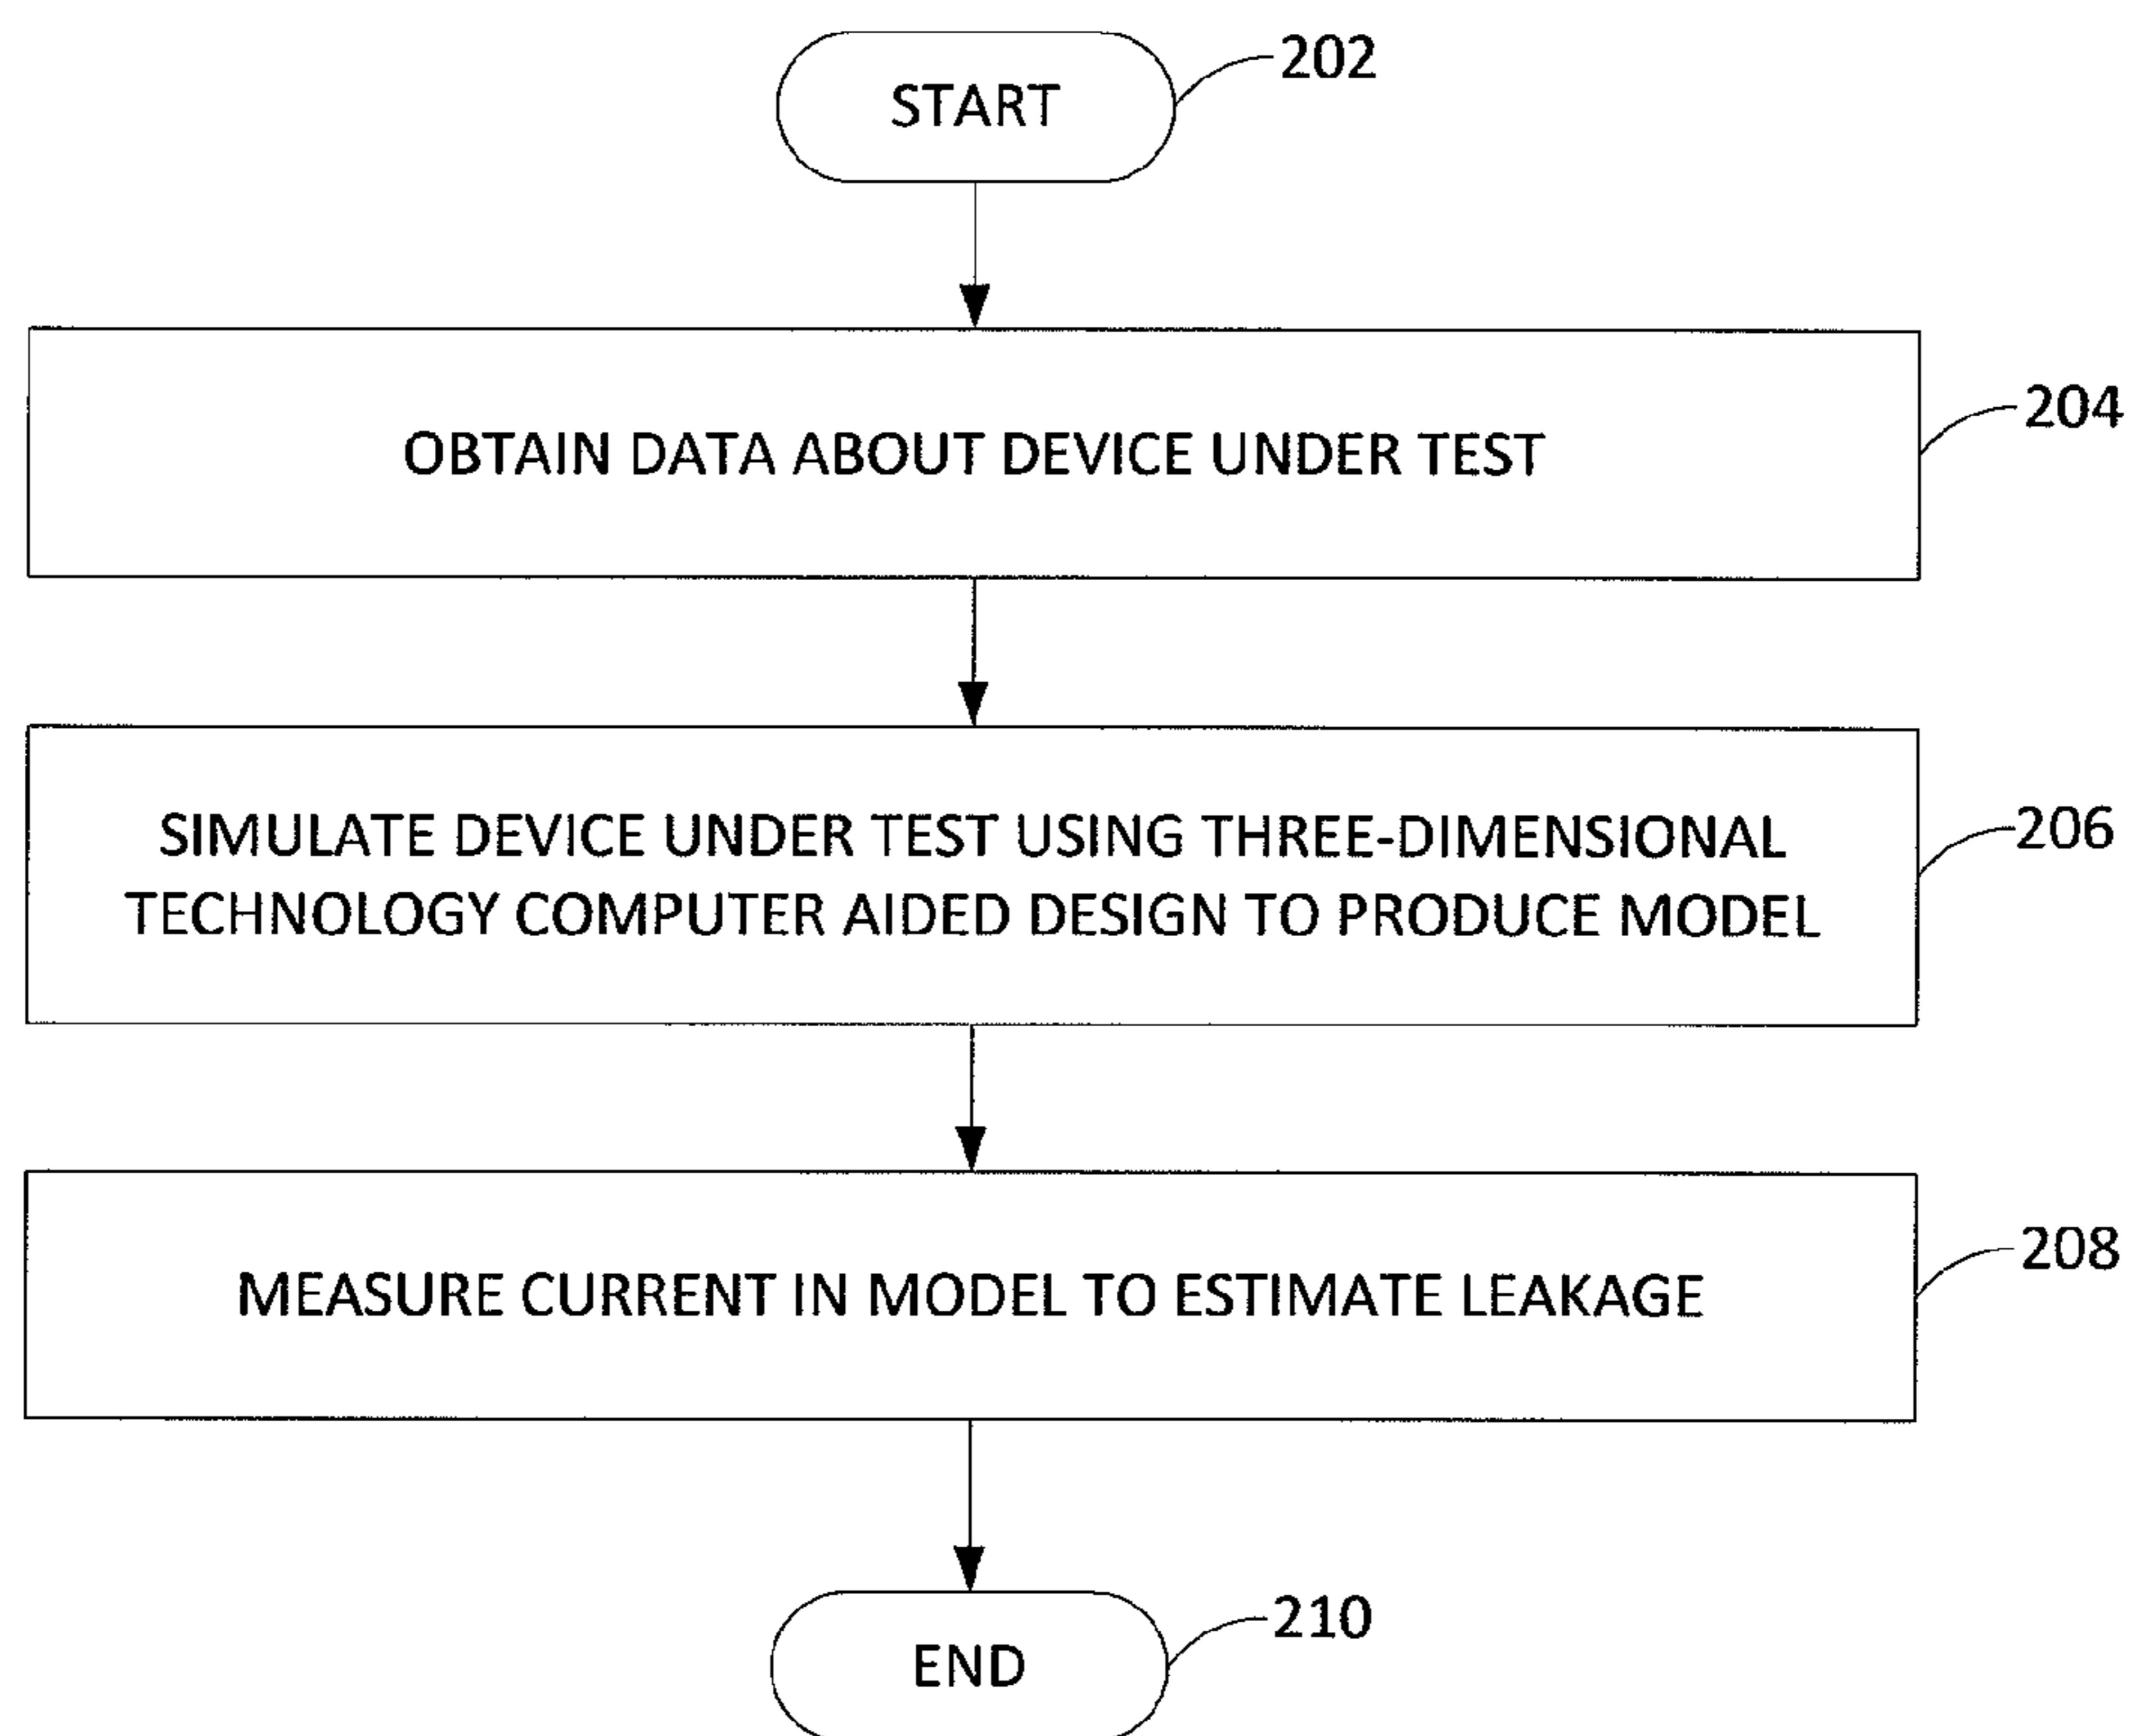 START
202
OBTAIN DATA ABOUT DEVICE UNDER TEST
204
SIMULATE DEVICE UNDER TEST USING THREE-DIMENSIONAL
TECHNOLOGY COMPUTER AIDED DESIGN TO PRODUCE MODEL
206
MEASURE CURRENT IN MODEL TO ESTIMATE LEAKAGE
208
END
210